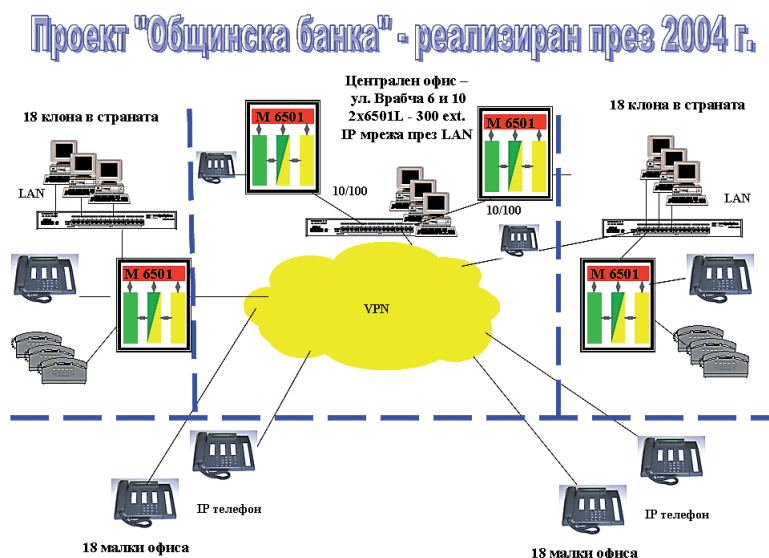 Проект "Общинска банка" - реализиран през 2004 г.
Централен офис –
ул. Врабча 6 и 10
2x6501L - 300 ext.
IP мрежа през LAN
18 клона в страната
18 клона в страната
M 6501
M 6501
LAN
10/100
10/100
LAN
M 6501
M 6501
VPN
IP телефон
IP телефон
18 малки офиса
18 малки офиса